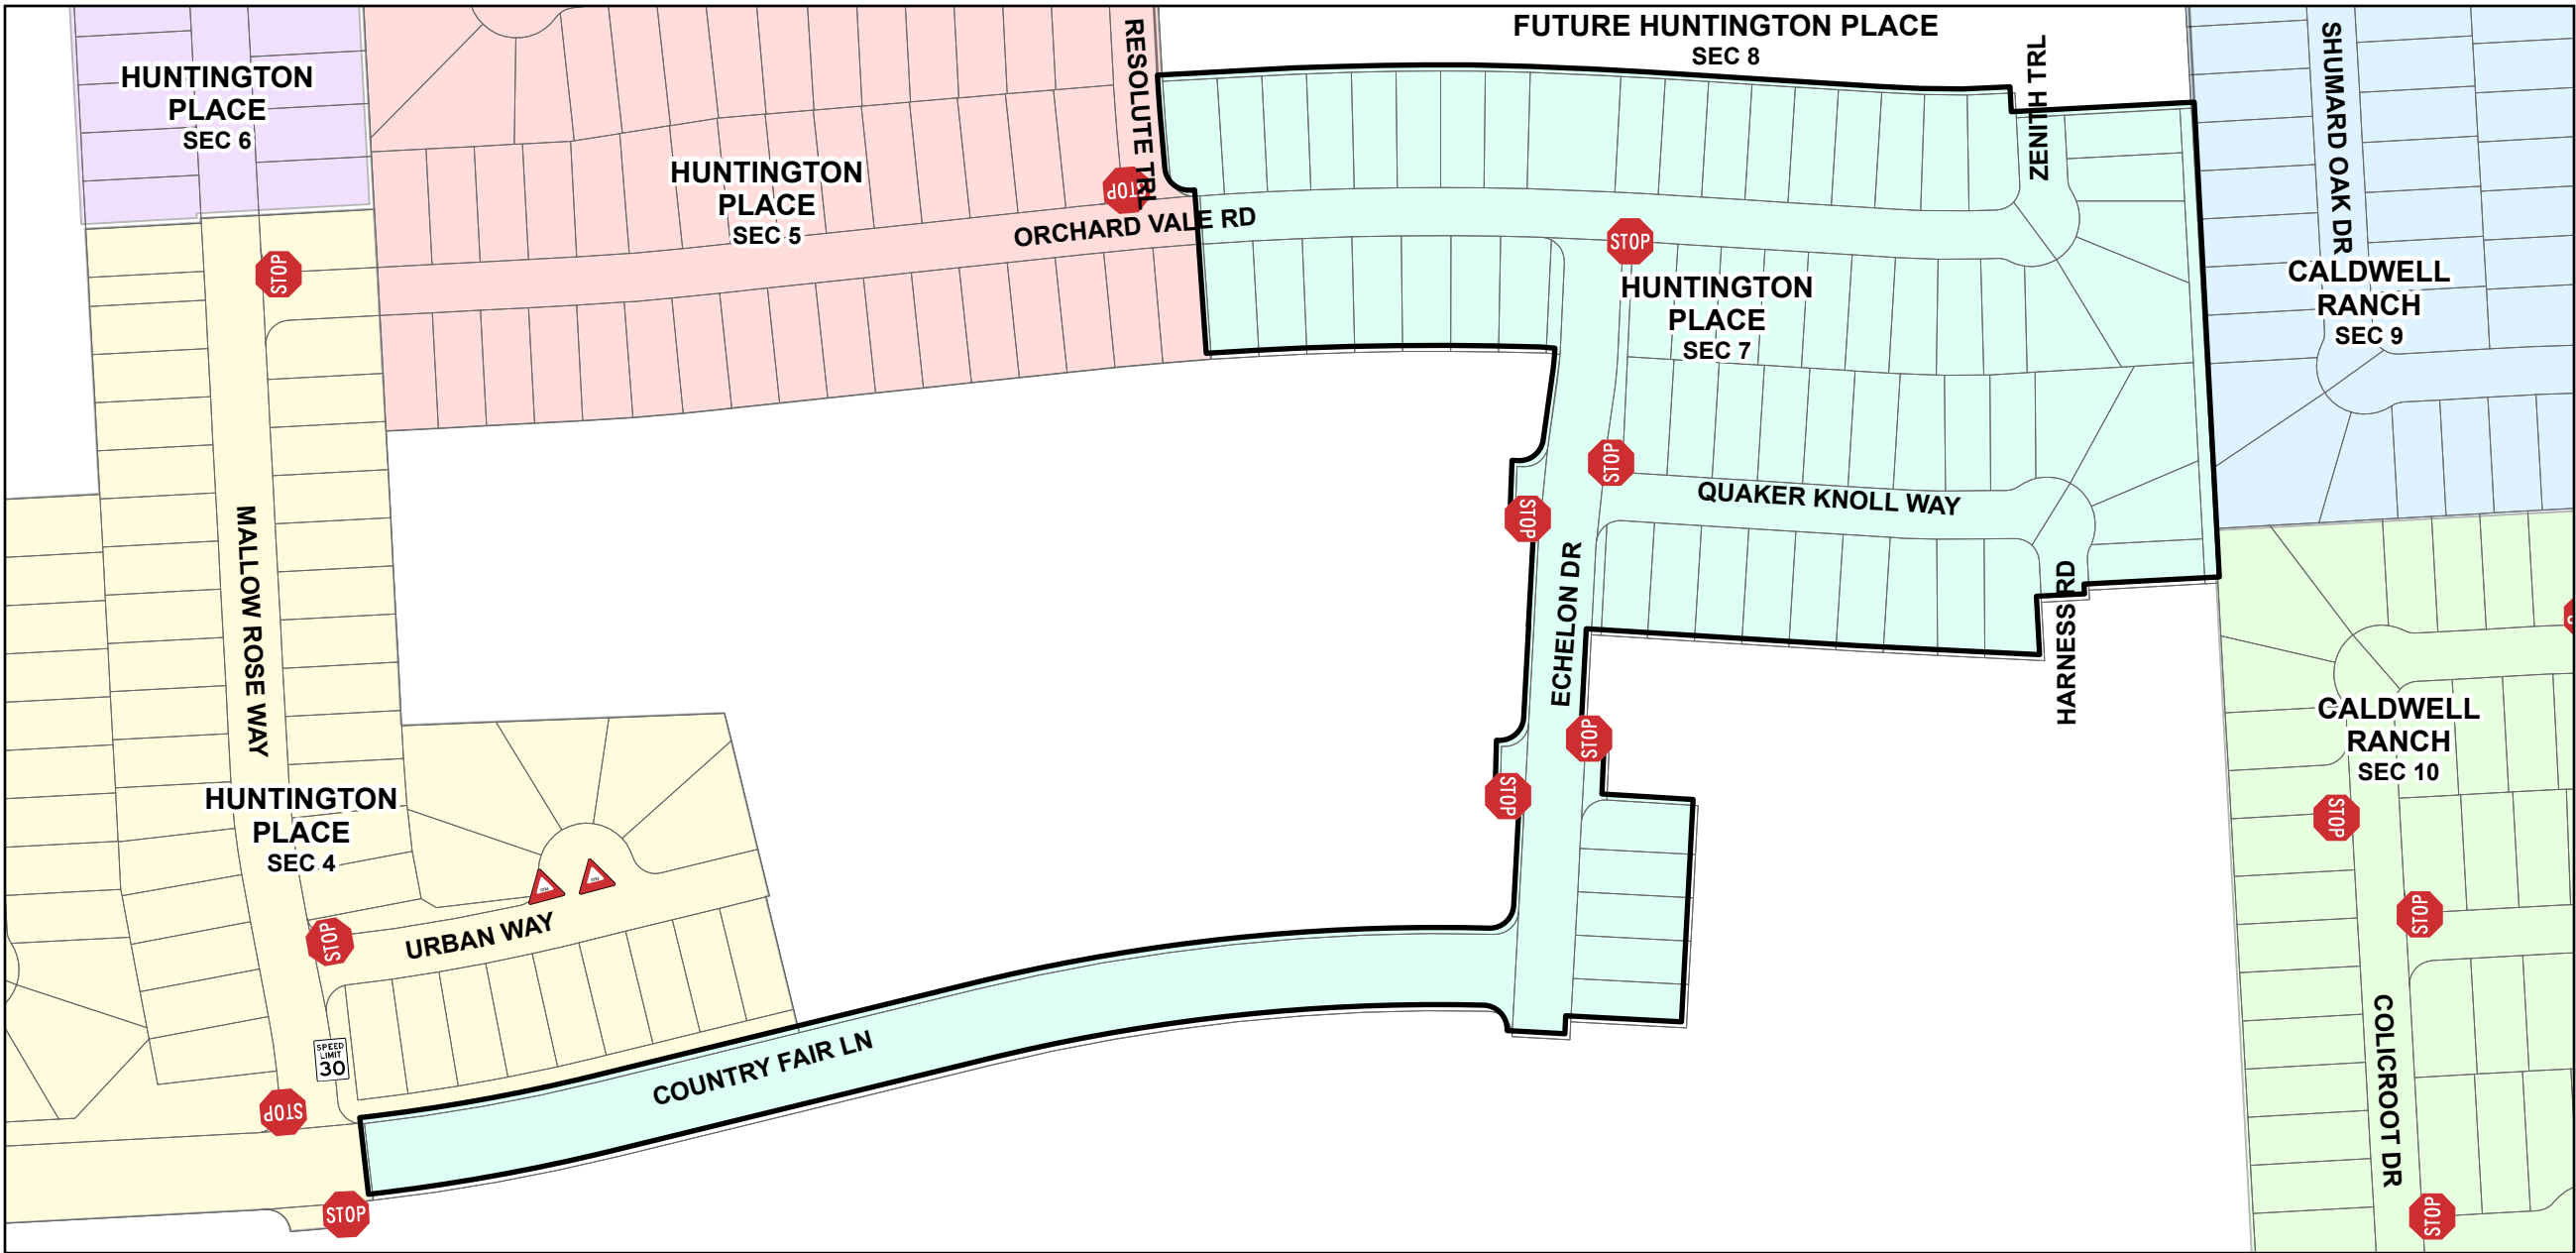 FUTURE HUNTINGTON PLACE
SEC 8
HUNTINGTON
PLACE
SEC 6
RESOLUTE TRL
ZENITH TRL
SHUMARD OAK DR
HUNTINGTON
PLACE
SEC 5
STOP
ORCHARD VALE RD
STOP
STOP
HUNTINGTON
PLACE
SEC 7
CALDWELL
RANCH
SEC 9
STOP
QUAKER KNOLL WAY
STOP
MALLOW ROSE WAY
ECHELON DR
HARNESS RD
STOP
CALDWELL
RANCH
SEC 10
HUNTINGTON
PLACE
SEC 4
STOP
STOP
STOP
URBAN WAY
STOP
SPEED
LIMIT
30
COUNTRY FAIR LN
COLICROOT DR
STOP
STOP
STOP